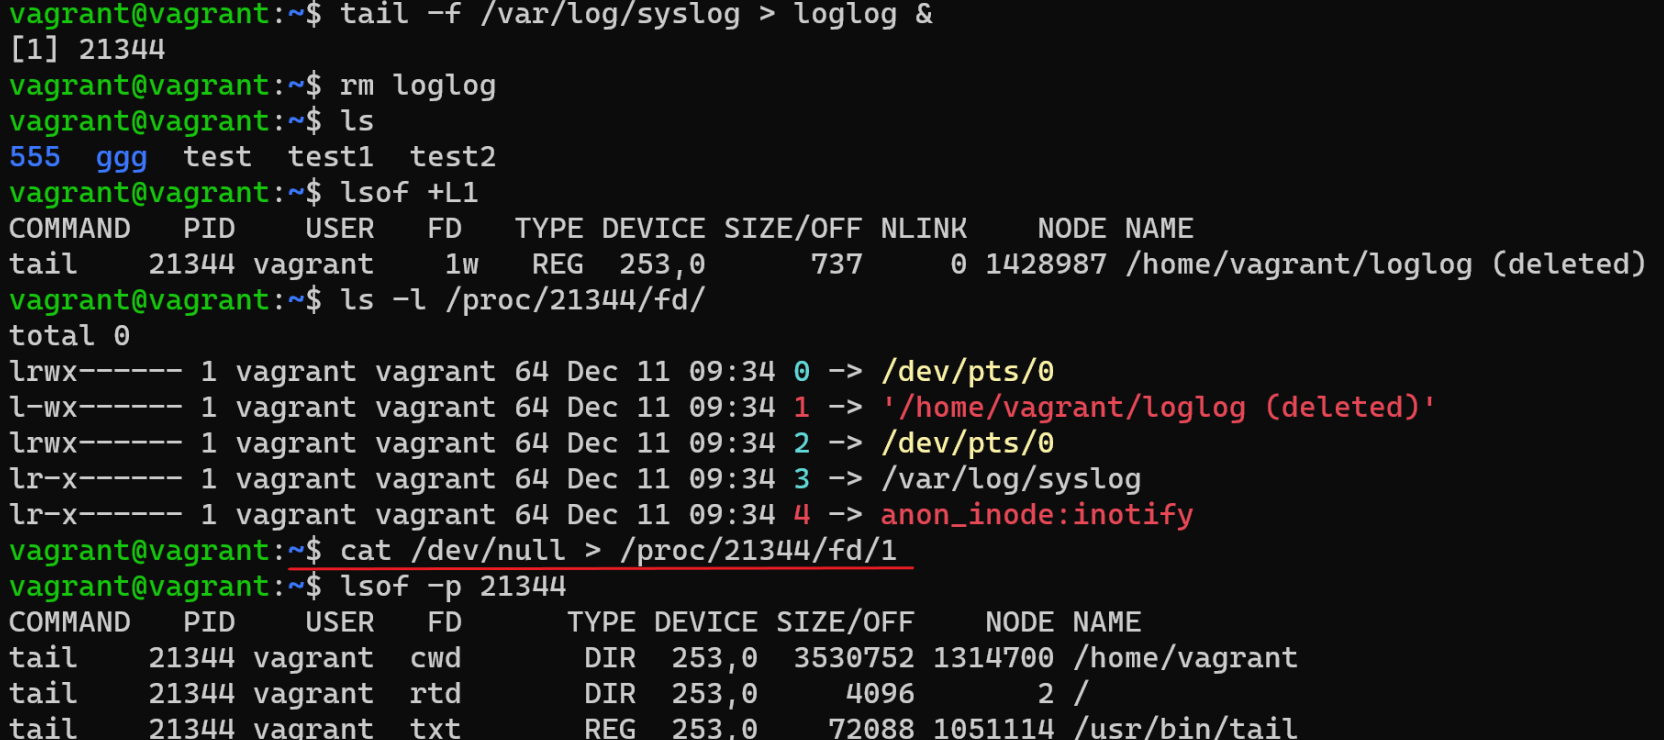 vagrant@vagrant:~$ tail -f /var/log/syslog > loglog &
[1] 21344
vagrant@vagrant:~$ rm loglog
vagrant@vagrant:~$ ls
555  ggg  test  test1  test2
vagrant@vagrant:~$ lsof +L1
COMMAND   PID    USER   FD   TYPE DEVICE SIZE/OFF NLINK    NODE NAME
tail    21344 vagrant    1w   REG  253,0      737     0 1428987 /home/vagrant/loglog (deleted)
vagrant@vagrant:~$ ls -l /proc/21344/fd/
total 0
lrwx------ 1 vagrant vagrant 64 Dec 11 09:34 0 -> /dev/pts/0
l-wx------ 1 vagrant vagrant 64 Dec 11 09:34 1 -> '/home/vagrant/loglog (deleted)'
lrwx------ 1 vagrant vagrant 64 Dec 11 09:34 2 -> /dev/pts/0
lr-x------ 1 vagrant vagrant 64 Dec 11 09:34 3 -> /var/log/syslog
lr-x------ 1 vagrant vagrant 64 Dec 11 09:34 4 -> anon_inode:inotify
vagrant@vagrant:~$ cat /dev/null > /proc/21344/fd/1
vagrant@vagrant:~$ lsof -p 21344
COMMAND   PID    USER   FD      TYPE DEVICE SIZE/OFF    NODE NAME
tail    21344 vagrant  cwd       DIR  253,0  3530752 1314700 /home/vagrant
tail    21344 vagrant  rtd       DIR  253,0     4096       2 /
tail    21344 vagrant  txt       REG  253,0    72088 1051114 /usr/bin/tail